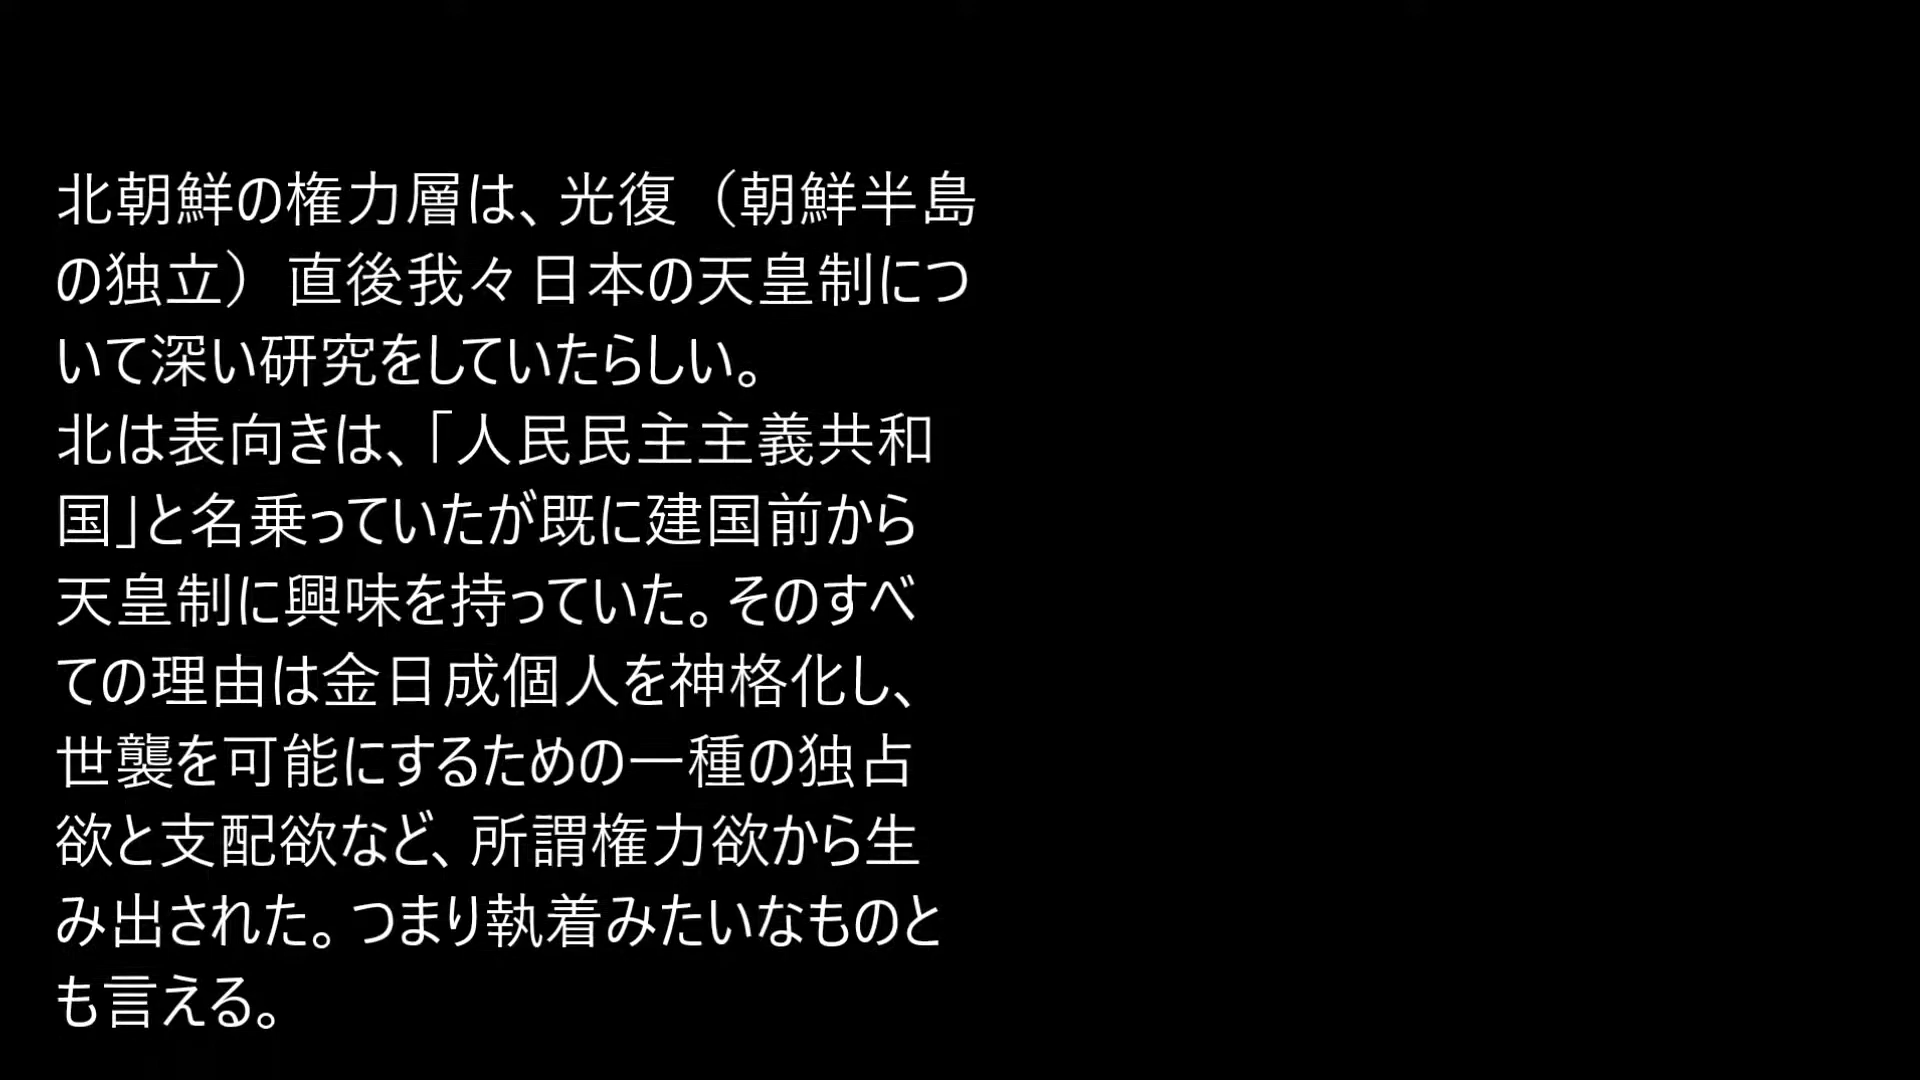 北朝鮮の権力層は、光復（朝鮮半島
の独立）直後我々日本の天皇制につ
いて深い研究をしていたらしい。
北は表向きは、「人民民主主義共和
国」と名乗っていたが既に建国前から
天皇制に興味を持っていた。そのすべ
ての理由は金日成個人を神格化し、
世襲を可能にするための一種の独占
欲と支配欲など、所謂権力欲から生
み出された。つまり執着みたいなものと
も言える。